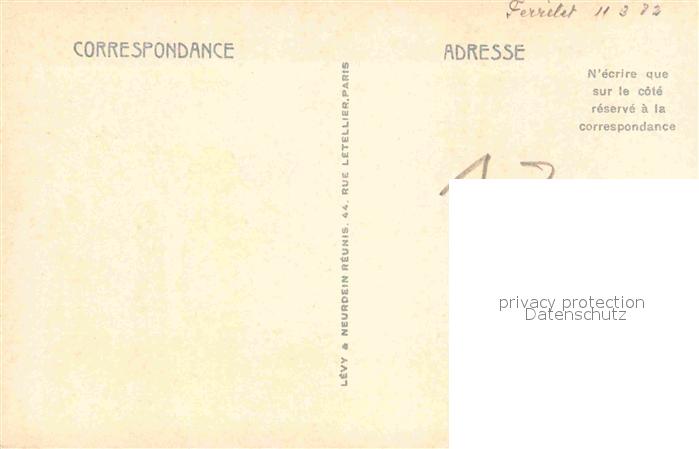 Ferrelet 11 3 82
CORRESPONDANCE
ADRESSE
N'écrire que
sur le côté
réservé à la
correspondance
LÉVY & NEURDEIN RÉUNIS, 44, RUE LETELLIER, PARIS
privacy protection
Datenschutz